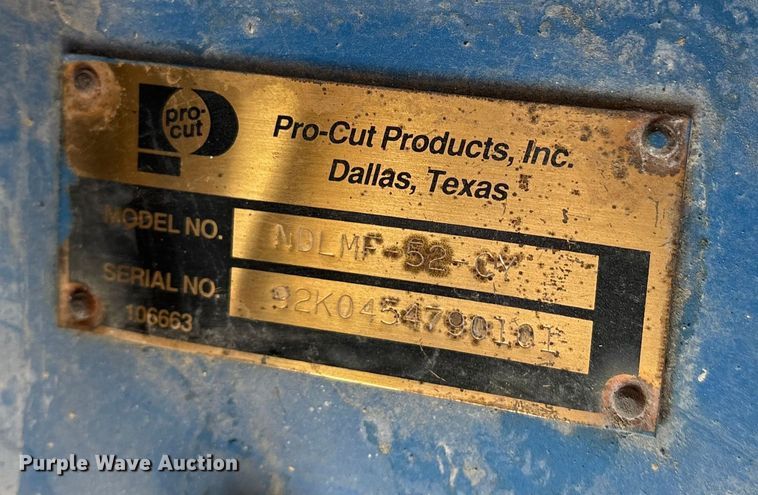 pro-
cut
Pro-Cut Products, Inc.
Dallas, Texas
MODEL NO. NDLMF-52-CY
SERIAL NO.
106663
Purple Wave Auction